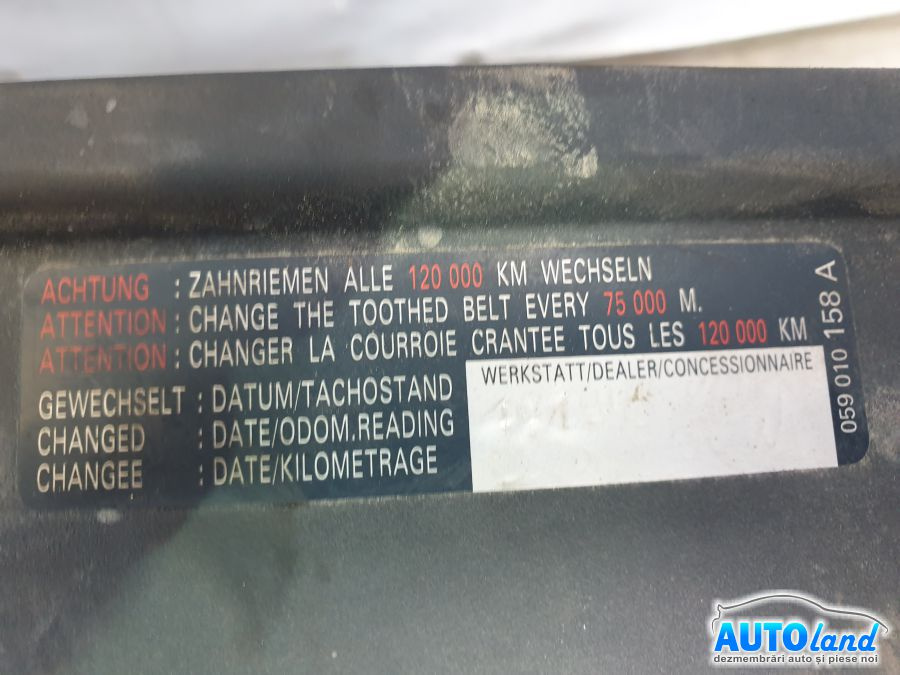 ACHTUNG : ZAHNRIEMEN ALLE 120 000 KM WECHSELN
ATTENTION : CHANGE THE TOOTHED BELT EVERY 75 000 M.
ATTENTION : CHANGER LA COURROIE CRANTEE TOUS LES 120 000 KM
GEWECHSELT : DATUM/TACHOSTAND
CHANGED : DATE/ODOM.READING
CHANGEE : DATE/KILOMETRAGE
WERKSTATT/DEALER/CONCESSIONNAIRE
059 010 158 A
AUTOland
dezmembrări auto și piese noi